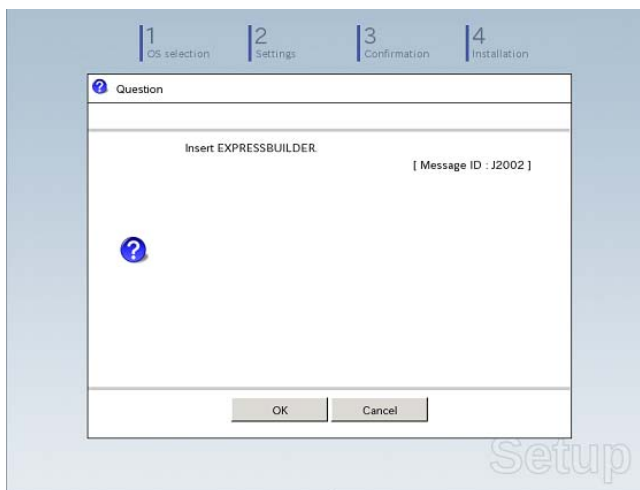 1
OS selection
2
Settings
3
Confirmation
4
Installation
Question
Insert EXPRESSBUILDER.
[ Message ID : J2002 ]
OK
Cancel
Setup